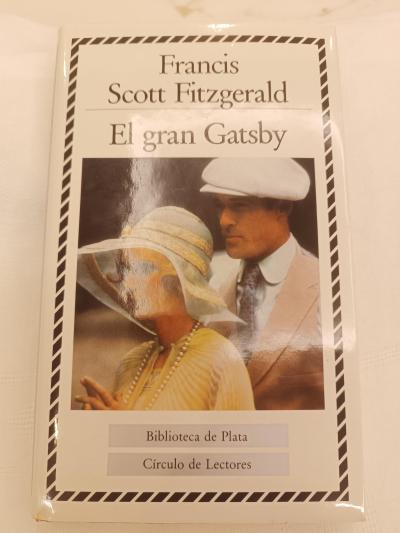 Francis
Scott Fitzgerald
El gran Gatsby
Biblioteca de Plata
Círculo de Lectores